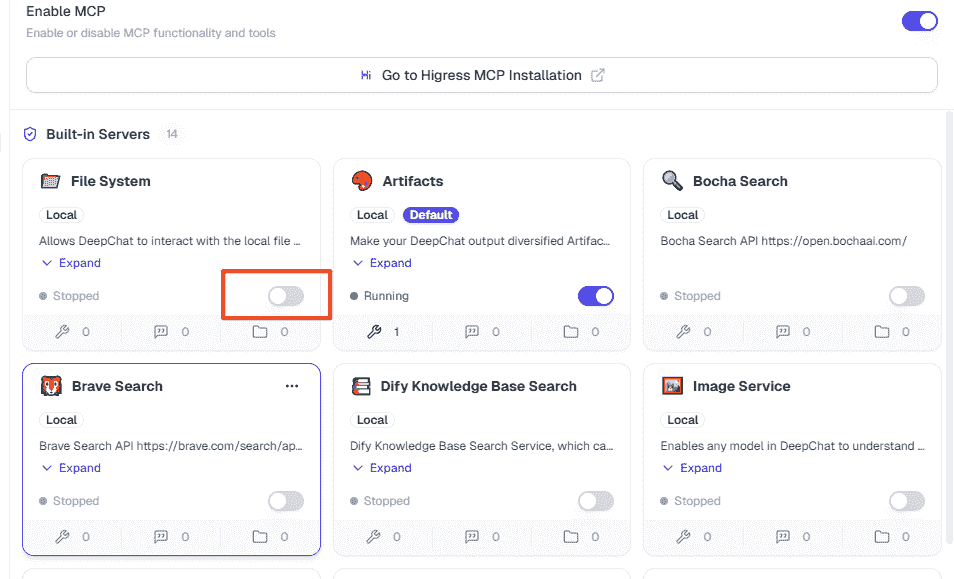 Enable MCP
Enable or disable MCP functionality and tools
Hi Go to Higress MCP Installation
Built-in Servers 14
File System
Local
Allows DeepChat to interact with the local file ...
Expand
Stopped
0 0 0
Artifacts
Local Default
Make your DeepChat output diversified Artifac...
Expand
Running
1 0 0
Bocha Search
Local
Bocha Search API https://open.bochaai.com/
Stopped
0 0 0
Brave Search
Local
Brave Search API https://brave.com/search/ap...
Expand
Stopped
0 0 0
Dify Knowledge Base Search
Local
Dify Knowledge Base Search Service, which ca...
Expand
Stopped
0 0 0
Image Service
Local
Enables any model in DeepChat to understand ...
Expand
Stopped
0 0 0